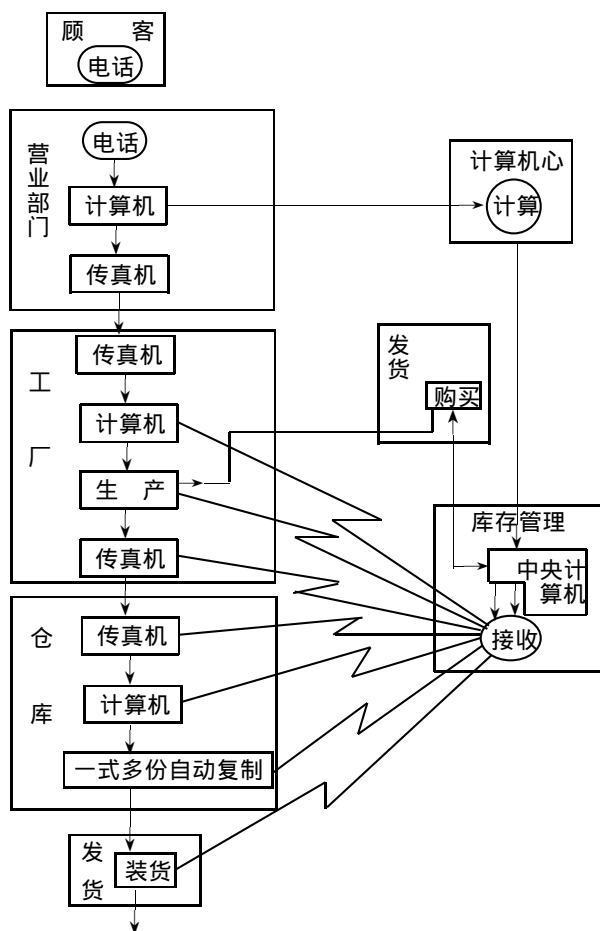 顾 客
电话
营业部门
电话
计算机
传真机
计算机心
计算
工厂
传真机
计算机
生 产
传真机
发货
购买
库存管理
中央计
算机
接收
仓库
传真机
计算机
一式多份自动复制
发货
装货